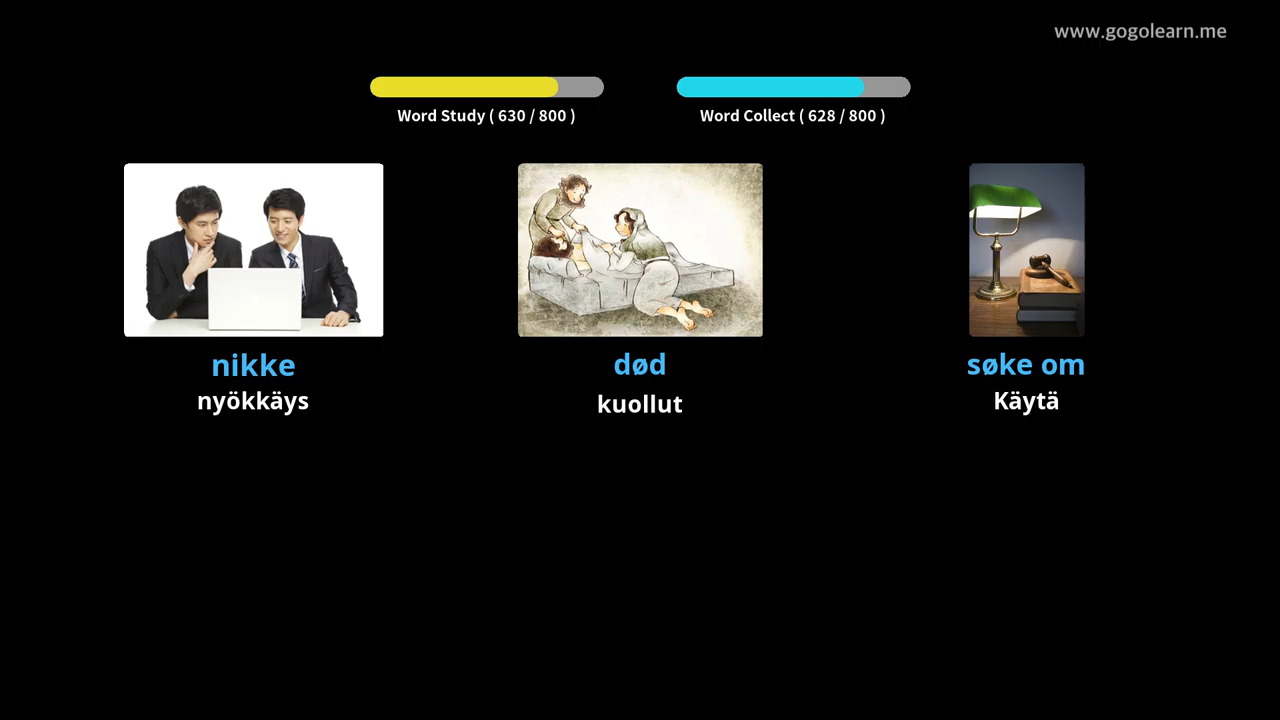 www.gogolearn.me
Word Study ( 630 / 800 )
Word Collect ( 628 / 800 )
nikke
nyökkäys
død
kuollut
søke om
Käytä